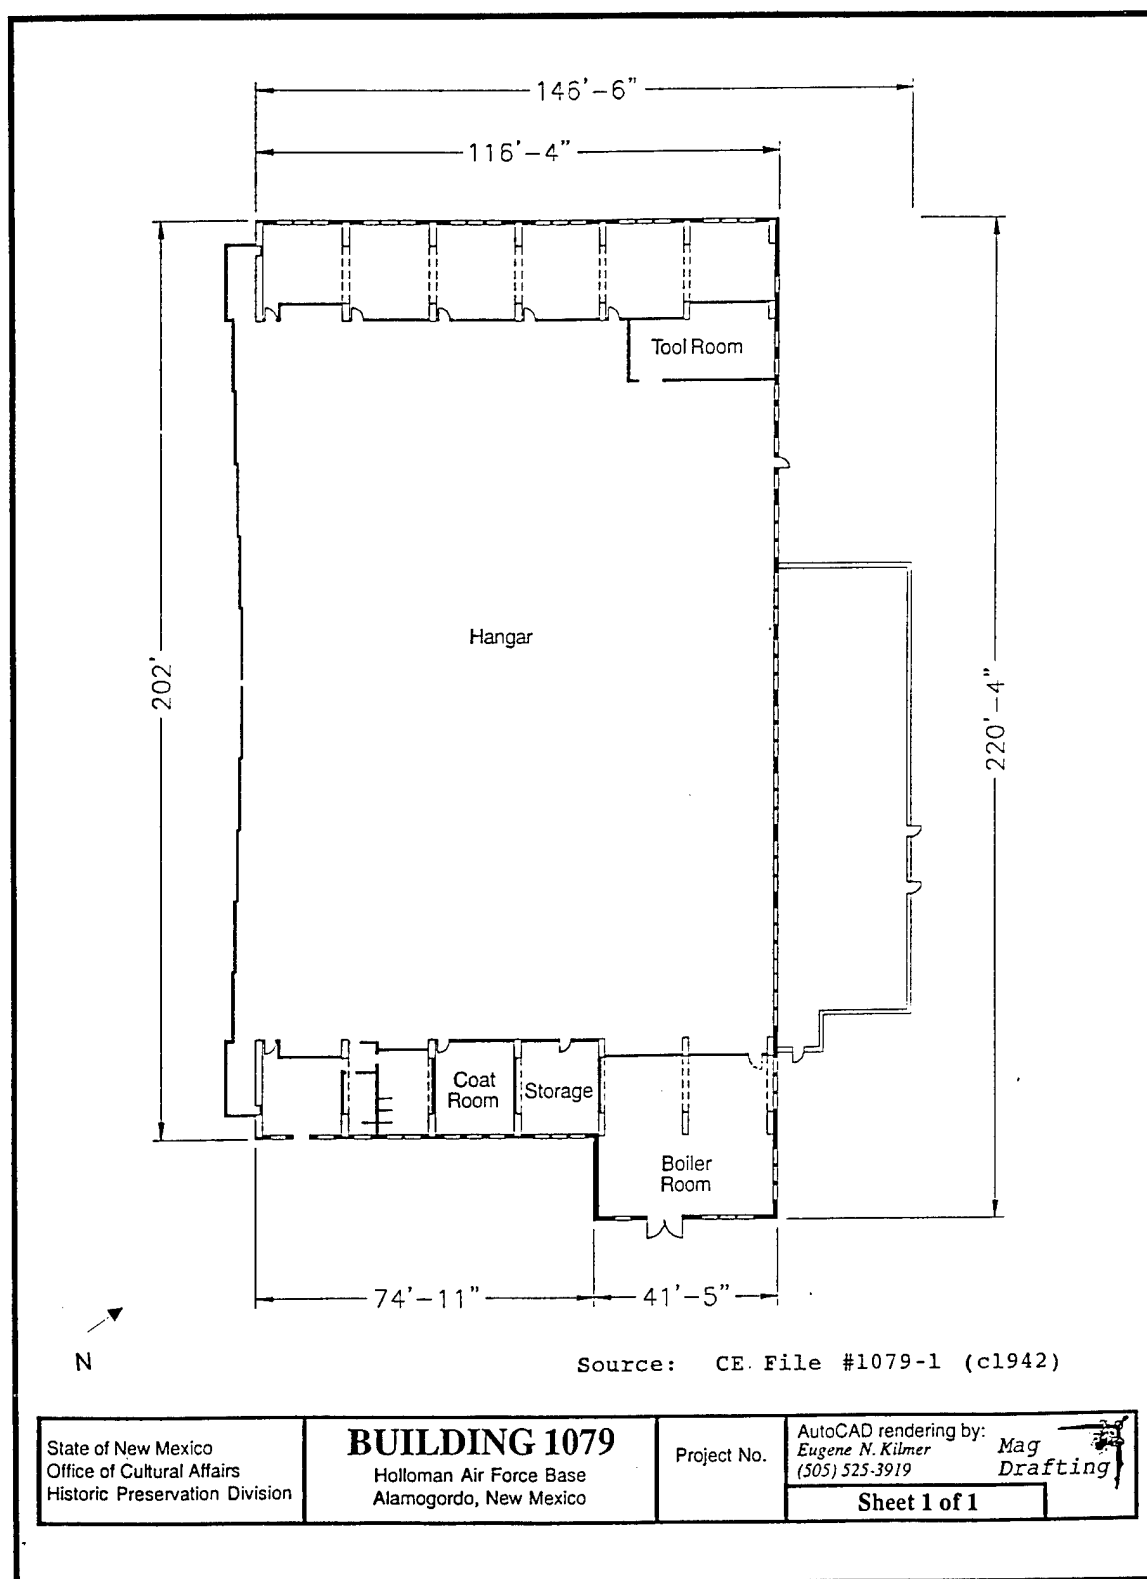 146'-6"
116'-4"
Tool Room
Hangar
202'
220'-4"
Coat
Room
Storage
Boiler
Room
74'-11"
41'-5"
N
Source: CE. File #1079-1 (c1942)
State of New Mexico
Office of Cultural Affairs
Historic Preservation Division
BUILDING 1079
Holloman Air Force Base
Alamogordo, New Mexico
Project No.
AutoCAD rendering by:
Eugene N. Kilmer
(505) 525-3919
Mag
Drafting
Sheet 1 of 1